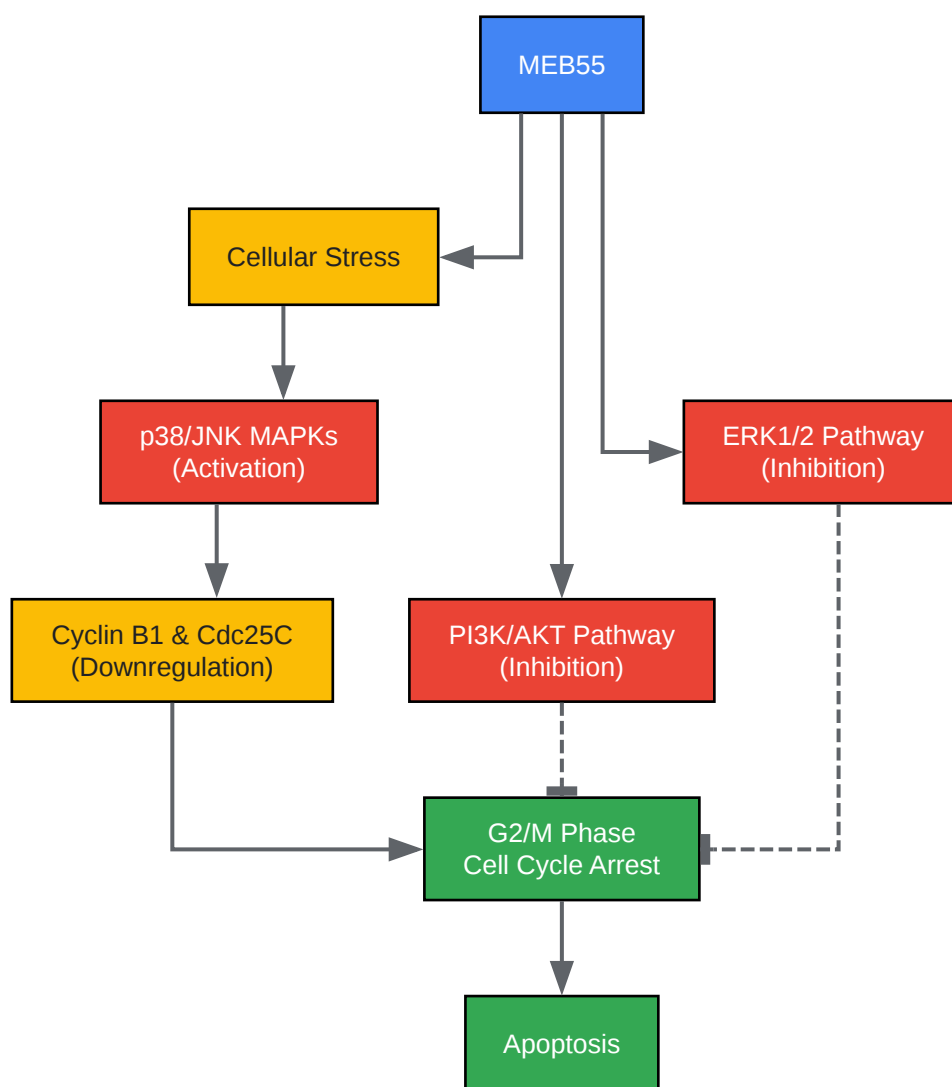 MEB55
Cellular Stress
p38/JNK MAPKs
(Activation)
ERK1/2 Pathway
(Inhibition)
Cyclin B1 & Cdc25C
(Downregulation)
PI3K/AKT Pathway
(Inhibition)
G2/M Phase
Cell Cycle Arrest
Apoptosis